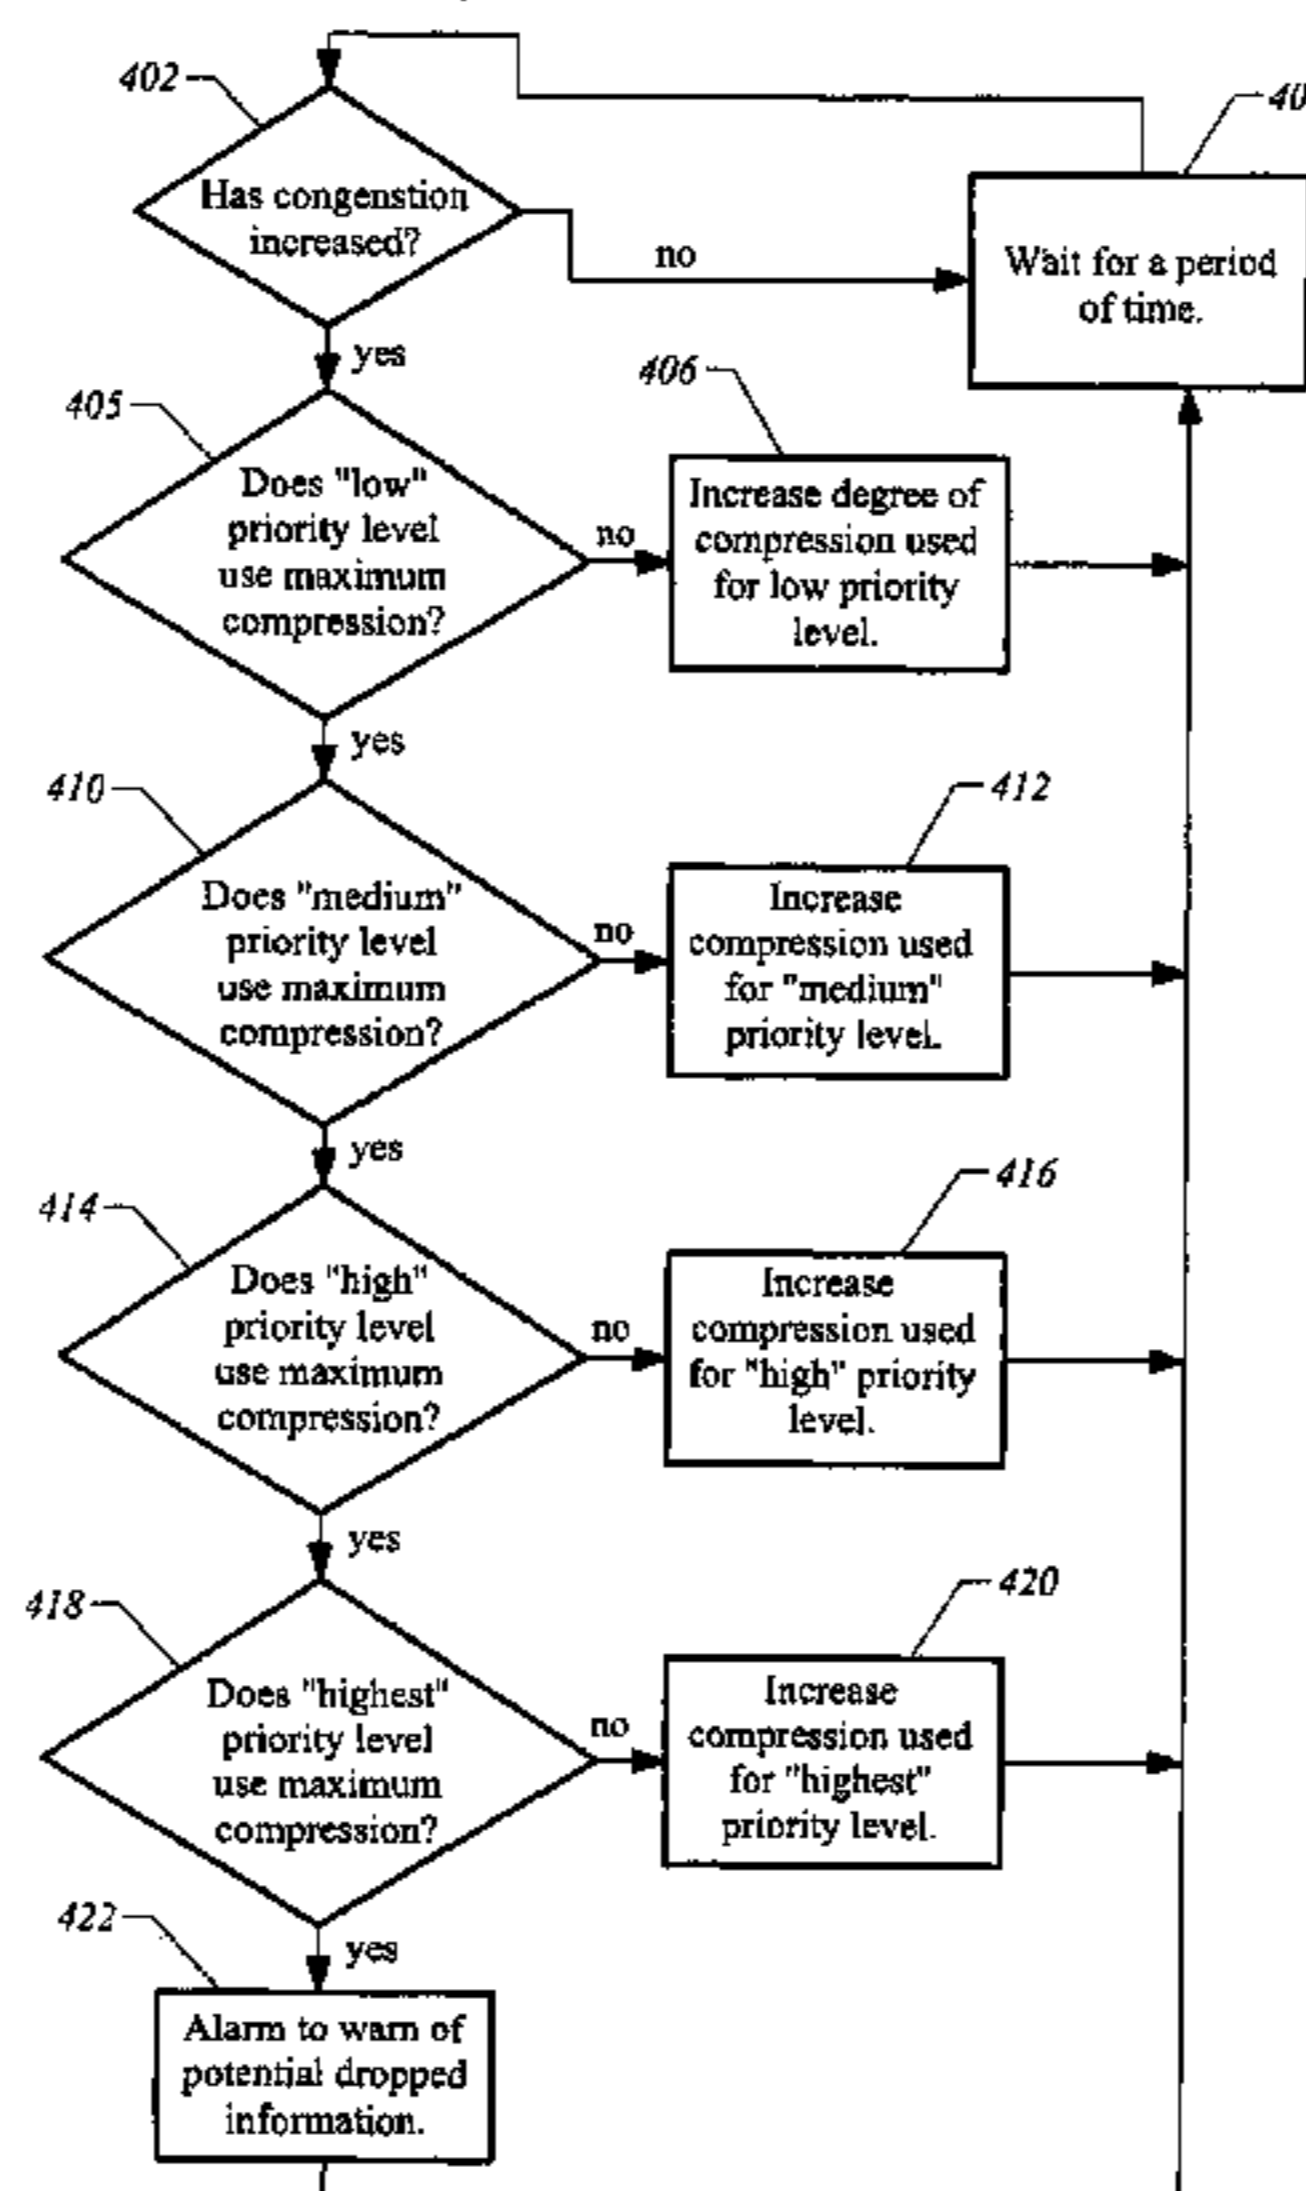 402
40
Has congenstion
increased?
no
Wait for a period
of time.
yes
405
406
Does "low"
priority level
use maximum
compression?
no
Increase degree of
compression used
for low priority
level.
yes
410
412
Does "medium"
priority level
use maximum
compression?
no
Increase
compression used
for "medium"
priority level.
yes
414
416
Does "high"
priority level
use maximum
compression?
no
Increase
compression used
for "high" priority
level.
yes
418
420
Does "highest"
priority level
use maximum
compression?
no
Increase
compression used
for "highest"
priority level.
422
yes
Alarm to warn of
potential dropped
information.